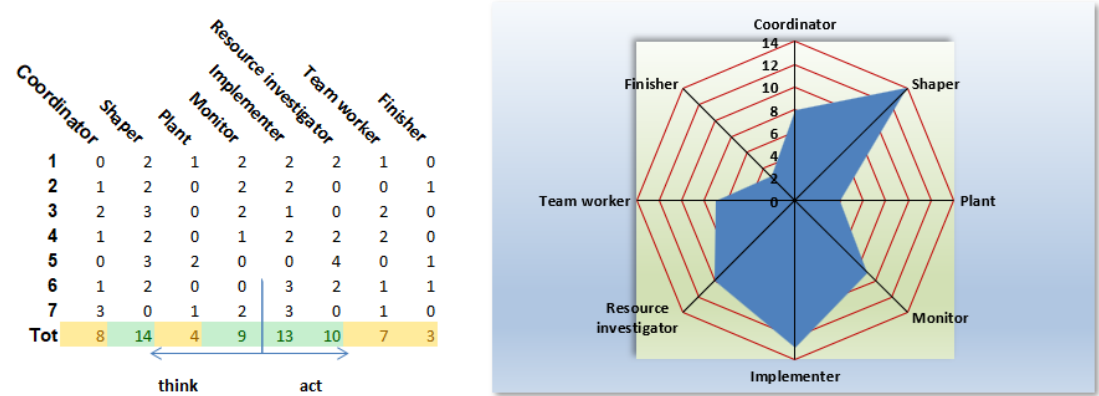 Coordinator Shaper Plant Monitor Implementer Resource investigator Team worker Finisher
1 0 2 1 2 2 2 1 0
2 1 2 0 2 2 0 0 1
3 2 3 0 2 1 0 2 0
4 1 2 0 1 2 2 2 0
5 0 3 2 0 0 4 0 1
6 1 2 0 0 3 2 1 1
7 3 0 1 2 3 0 1 0
Tot 8 14 4 9 13 10 7 3
think act
Coordinator
14
12
10
8
6
4
2
0
Shaper
Plant
Monitor
Implementer
Resource
investigator
Team worker
Finisher